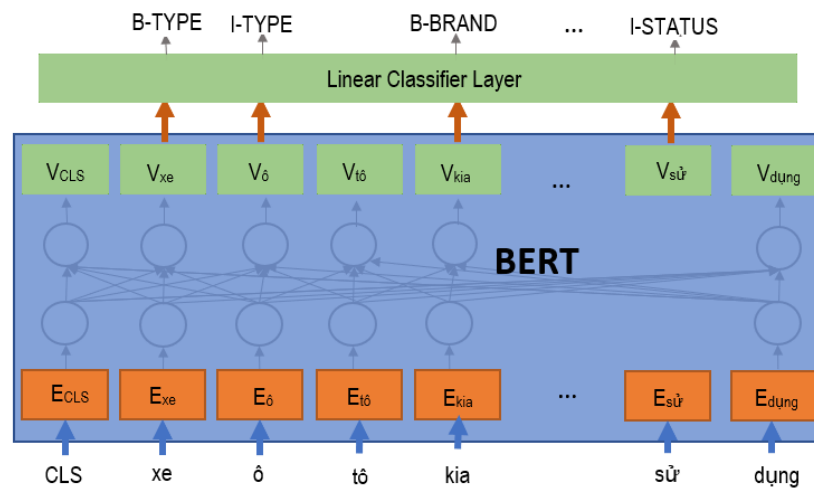 B-TYPE I-TYPE B-BRAND ... I-STATUS
Linear Classifier Layer
VCLS Vxe Vô Vtô Vkia ... Vsử Vdụng
BERT
ECLS Exe Eô Etô Ekia ... Esử Edụng
CLS xe ô tô kia sử dụng